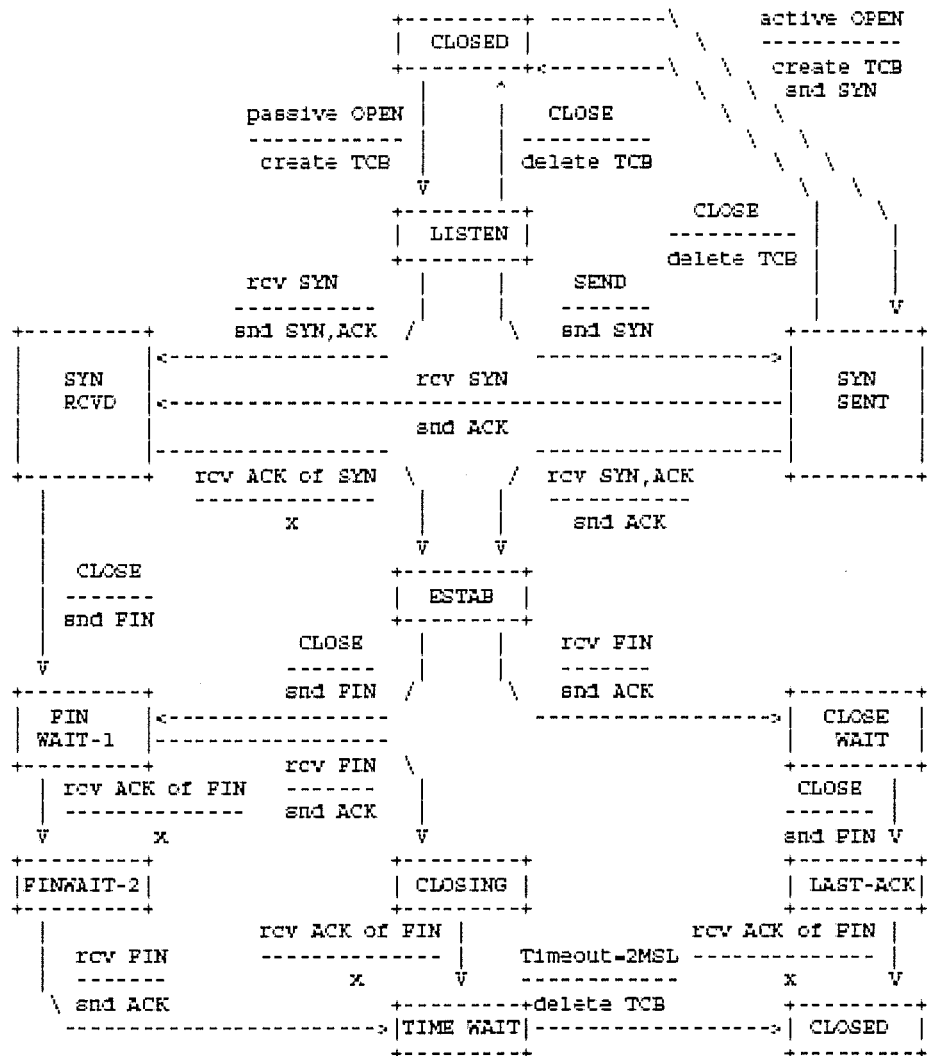 active OPEN
CLOSED
create TCB
snd SYN
passive OPEN
CLOSE
create TCB
delete TCB
CLOSE
LISTEN
delete TCB
rcv SYN
SEND
snd SYN,ACK
snd SYN
SYN
RCVD
rcv SYN
SYN
SENT
snd ACK
rcv ACK of SYN
rcv SYN,ACK
x
snd ACK
CLOSE
snd FIN
ESTAB
CLOSE
rcv FIN
snd FIN
snd ACK
FIN
WAIT-1
CLOSE
WAIT
rcv FIN
rcv ACK of FIN
snd ACK
CLOSE
x
snd FIN
FINWAIT-2
CLOSING
LAST-ACK
rcv ACK of FIN
rcv ACK of FIN
rcv FIN
Timeout=2MSL
x
x
snd ACK
delete TCB
TIME WAIT
CLOSED